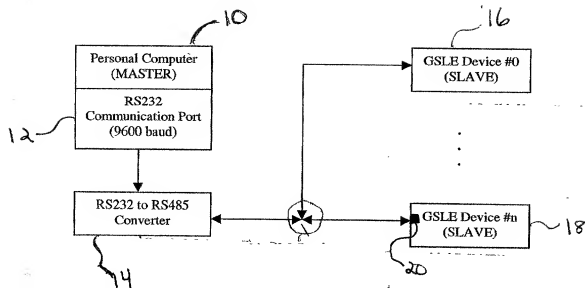 10
Personal Computer
(MASTER)
RS232
Communication Port
(9600 baud)
12
RS232 to RS485
Converter
14
16
GSLE Device #0
(SLAVE)
GSLE Device #n
(SLAVE)
18
20